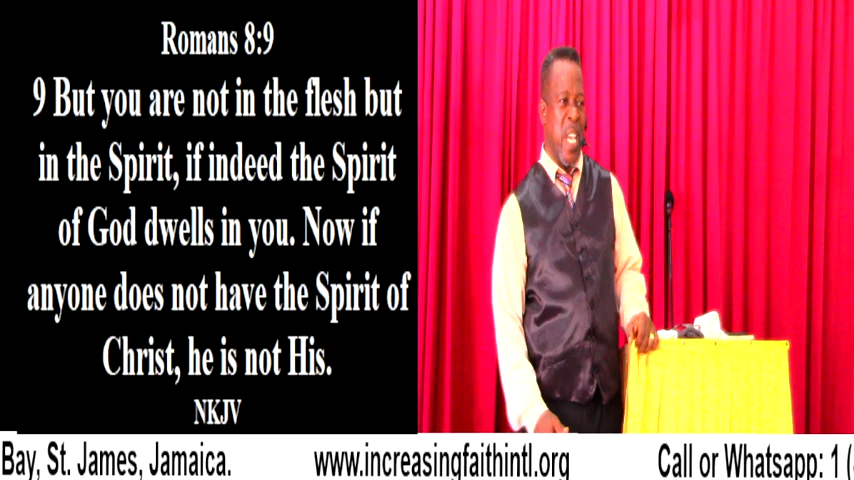 Romans 8:9
9 But you are not in the flesh but
in the Spirit, if indeed the Spirit
of God dwells in you. Now if
anyone does not have the Spirit of
Christ, he is not His.
NKJV
Bay, St. James, Jamaica. www.increasingfaithintl.org Call or Whatsapp: 1 (